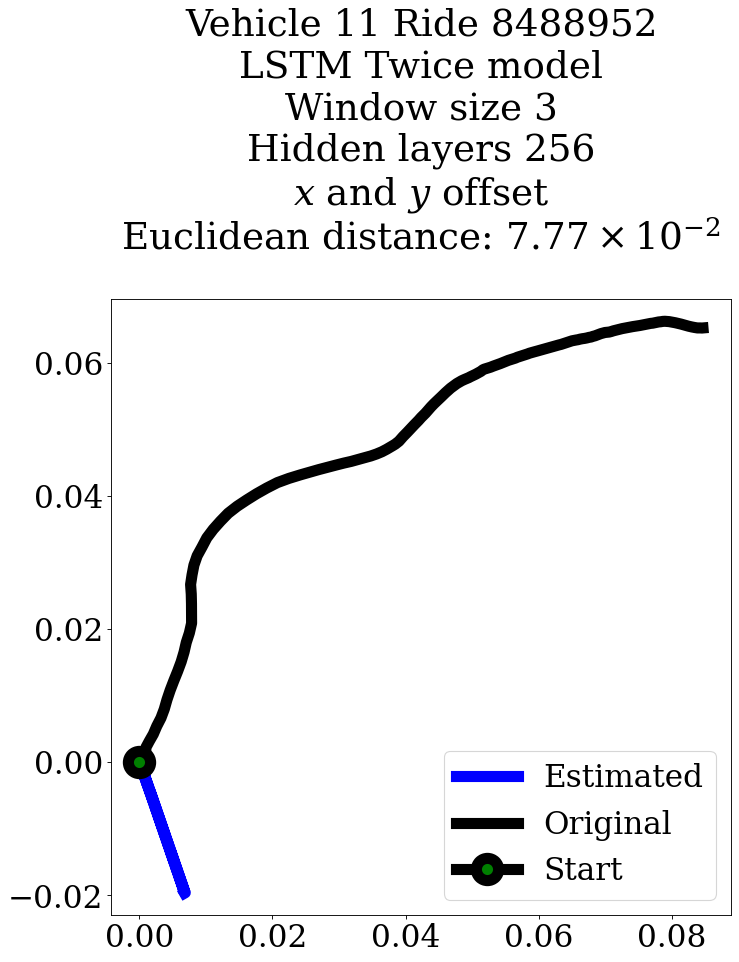 Vehicle 11 Ride 8488952
LSTM Twice model
Window size 3
Hidden layers 256
x and y offset
Euclidean distance: 7.77 × 10⁻²
0.06
0.04
0.02
0.00
−0.02
Estimated
Original
Start
0.00 0.02 0.04 0.06 0.08